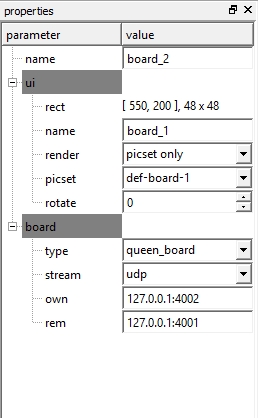 properties
parameter value
name board_2
ui
rect [ 550, 200 ], 48 x 48
name board_1
render picset only
picset def-board-1
rotate 0
board
type queen_board
stream udp
own 127.0.0.1:4002
rem 127.0.0.1:4001